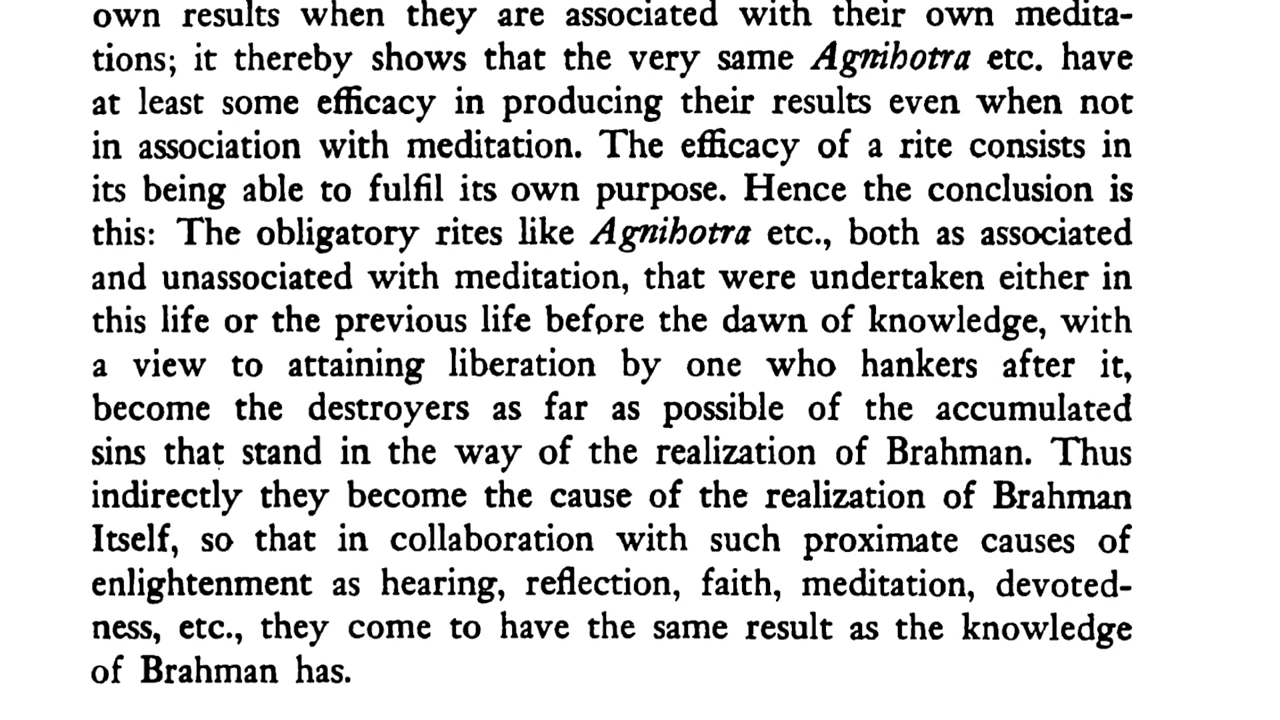 own results when they are associated with their own medita-
tions; it thereby shows that the very same Agnihotra etc. have
at least some efficacy in producing their results even when not
in association with meditation. The efficacy of a rite consists in
its being able to fulfil its own purpose. Hence the conclusion is
this: The obligatory rites like Agnihotra etc., both as associated
and unassociated with meditation, that were undertaken either in
this life or the previous life before the dawn of knowledge, with
a view to attaining liberation by one who hankers after it,
become the destroyers as far as possible of the accumulated
sins that stand in the way of the realization of Brahman. Thus
indirectly they become the cause of the realization of Brahman
Itself, so that in collaboration with such proximate causes of
enlightenment as hearing, reflection, faith, meditation, devoted-
ness, etc., they come to have the same result as the knowledge
of Brahman has.